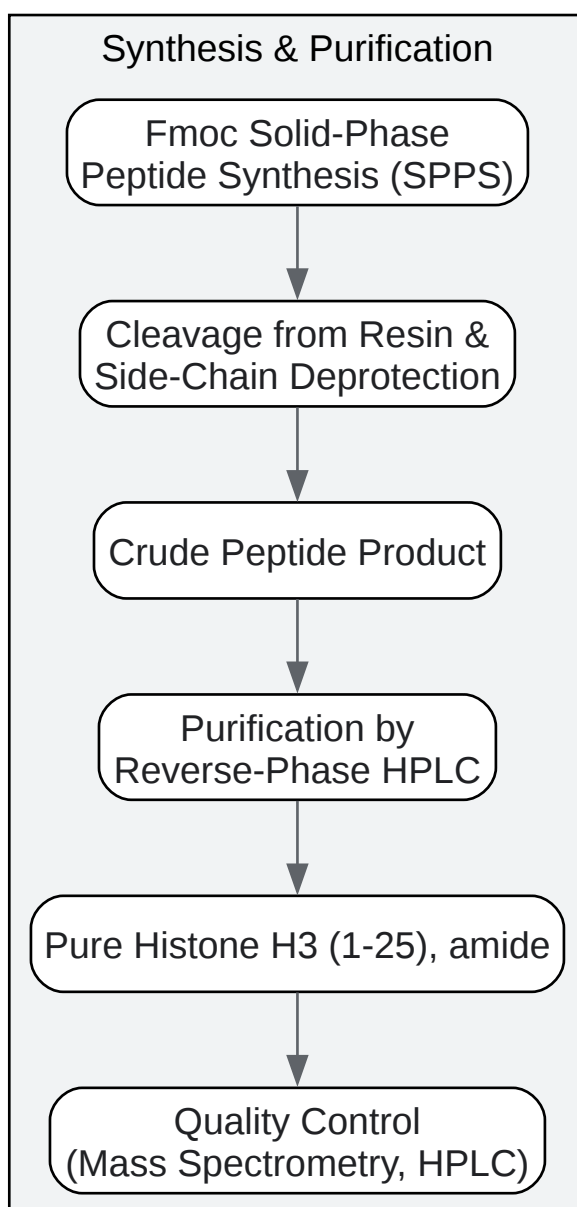 Synthesis & Purification
Fmoc Solid-Phase
Peptide Synthesis (SPPS)
Cleavage from Resin &
Side-Chain Deprotection
Crude Peptide Product
Purification by
Reverse-Phase HPLC
Pure Histone H3 (1-25), amide
Quality Control
(Mass Spectrometry, HPLC)